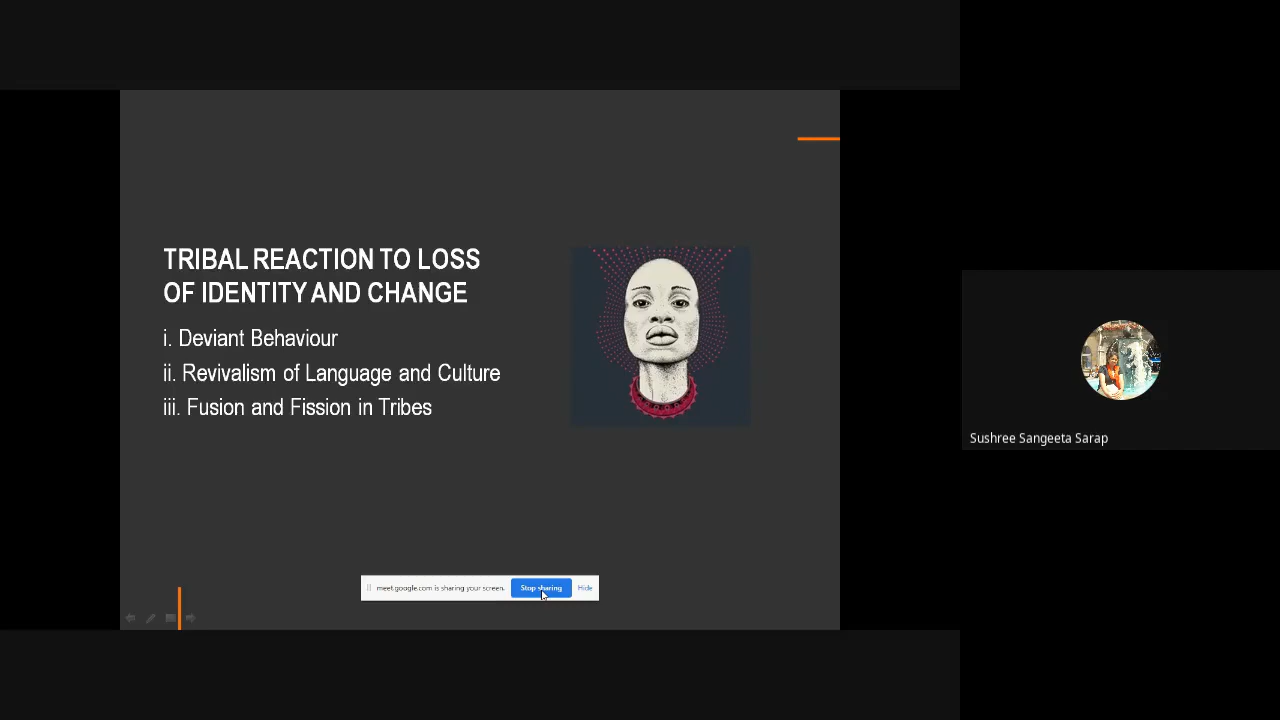 TRIBAL REACTION TO LOSS
OF IDENTITY AND CHANGE
i. Deviant Behaviour
ii. Revivalism of Language and Culture
iii. Fusion and Fission in Tribes
Sushree Sangeeta Sarap
meet.google.com is sharing your screen. Stop sharing Hide